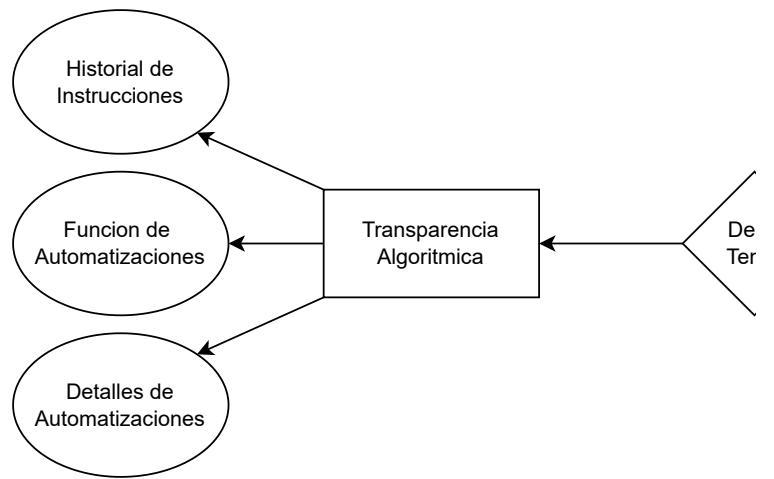 Historial de
Instrucciones
Funcion de
Automatizaciones
Transparencia
Algoritmica
Detalles de
Automatizaciones